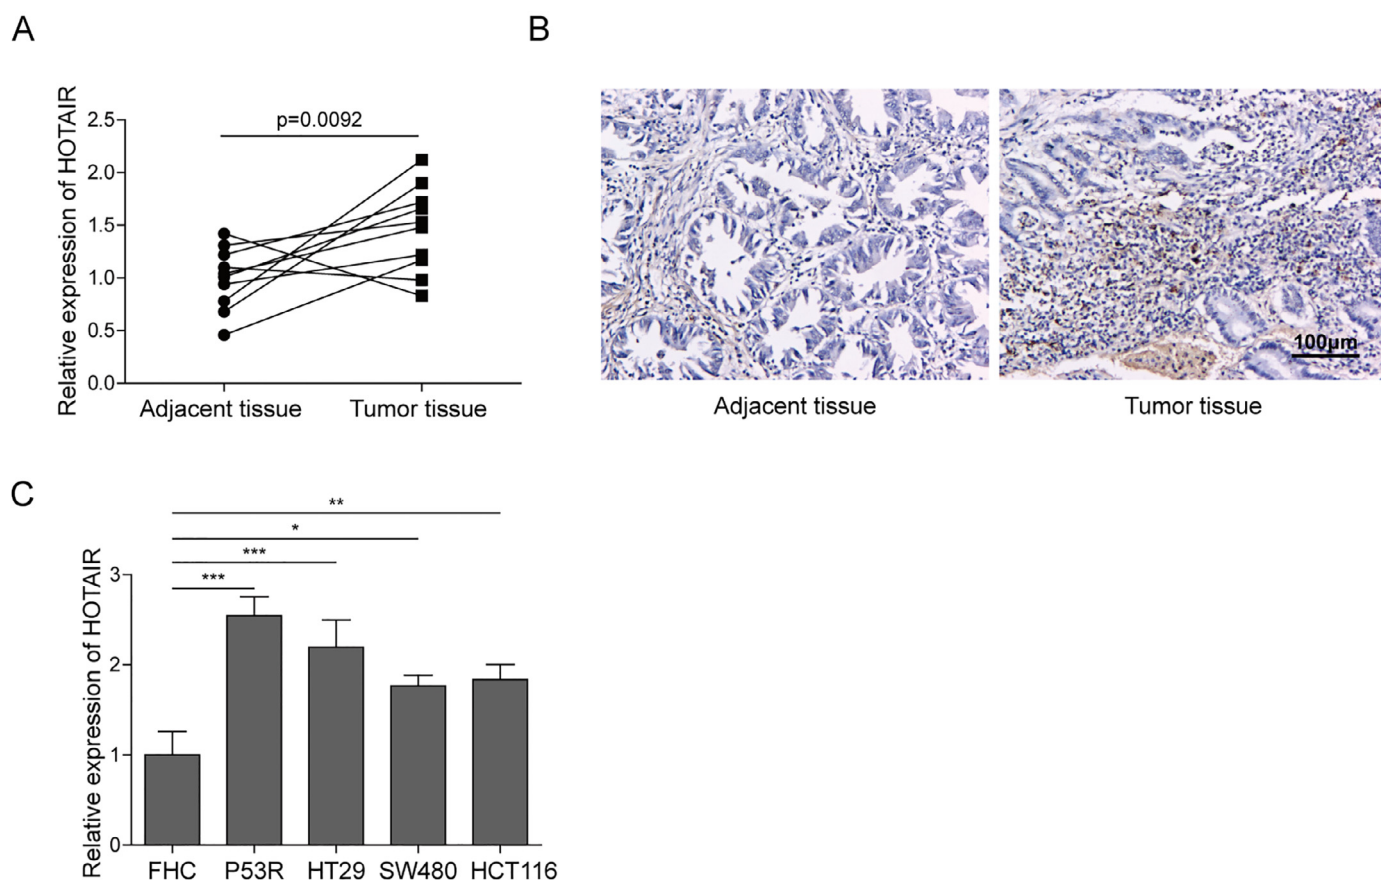 A
B
Relative expression of HOTAIR
2.5
2.0
1.5
1.0
0.5
0.0
p=0.0092
Adjacent tissue
Tumor tissue
100μm
Adjacent tissue
Tumor tissue
C
Relative expression of HOTAIR
3
2
1
0
**
*
***
***
FHC
P53R
HT29
SW480
HCT116